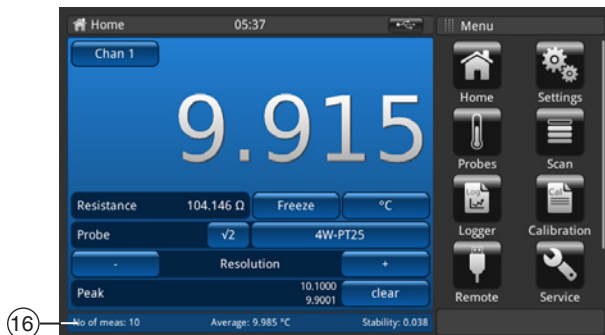 Home 05:37 Menu
Chan 1
9.915
Home Settings
Probes Scan
Resistance 104.146 Ω Freeze °C
Log Cal
Logger Calibration
Probe √2 4W-PT25
- Resolution +
Peak 10.1000 9.9001 clear
Remote Service
16 No of meas: 10 Average: 9.985 °C Stability: 0.038